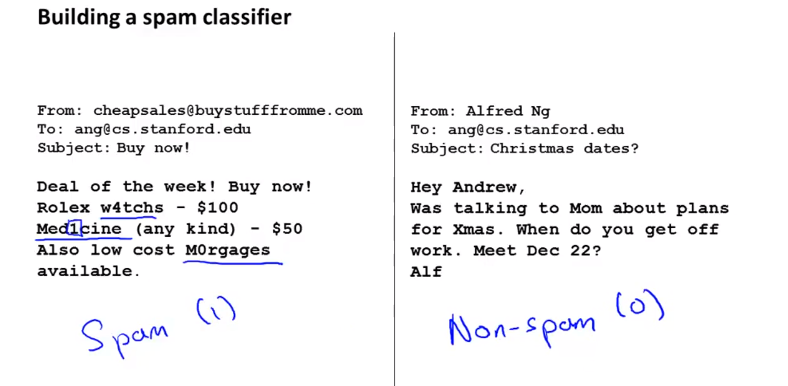 Building a spam classifier
From: cheapsales@buystufffromme.com
To: ang@cs.stanford.edu
Subject: Buy now!
Deal of the week! Buy now!
Rolex w4tchs - $100
Med1cine (any kind) - $50
Also low cost M0rgages
available.
Spam (1)
From: Alfred Ng
To: ang@cs.stanford.edu
Subject: Christmas dates?
Hey Andrew,
Was talking to Mom about plans
for Xmas. When do you get off
work. Meet Dec 22?
Alf
Non-spam (0)